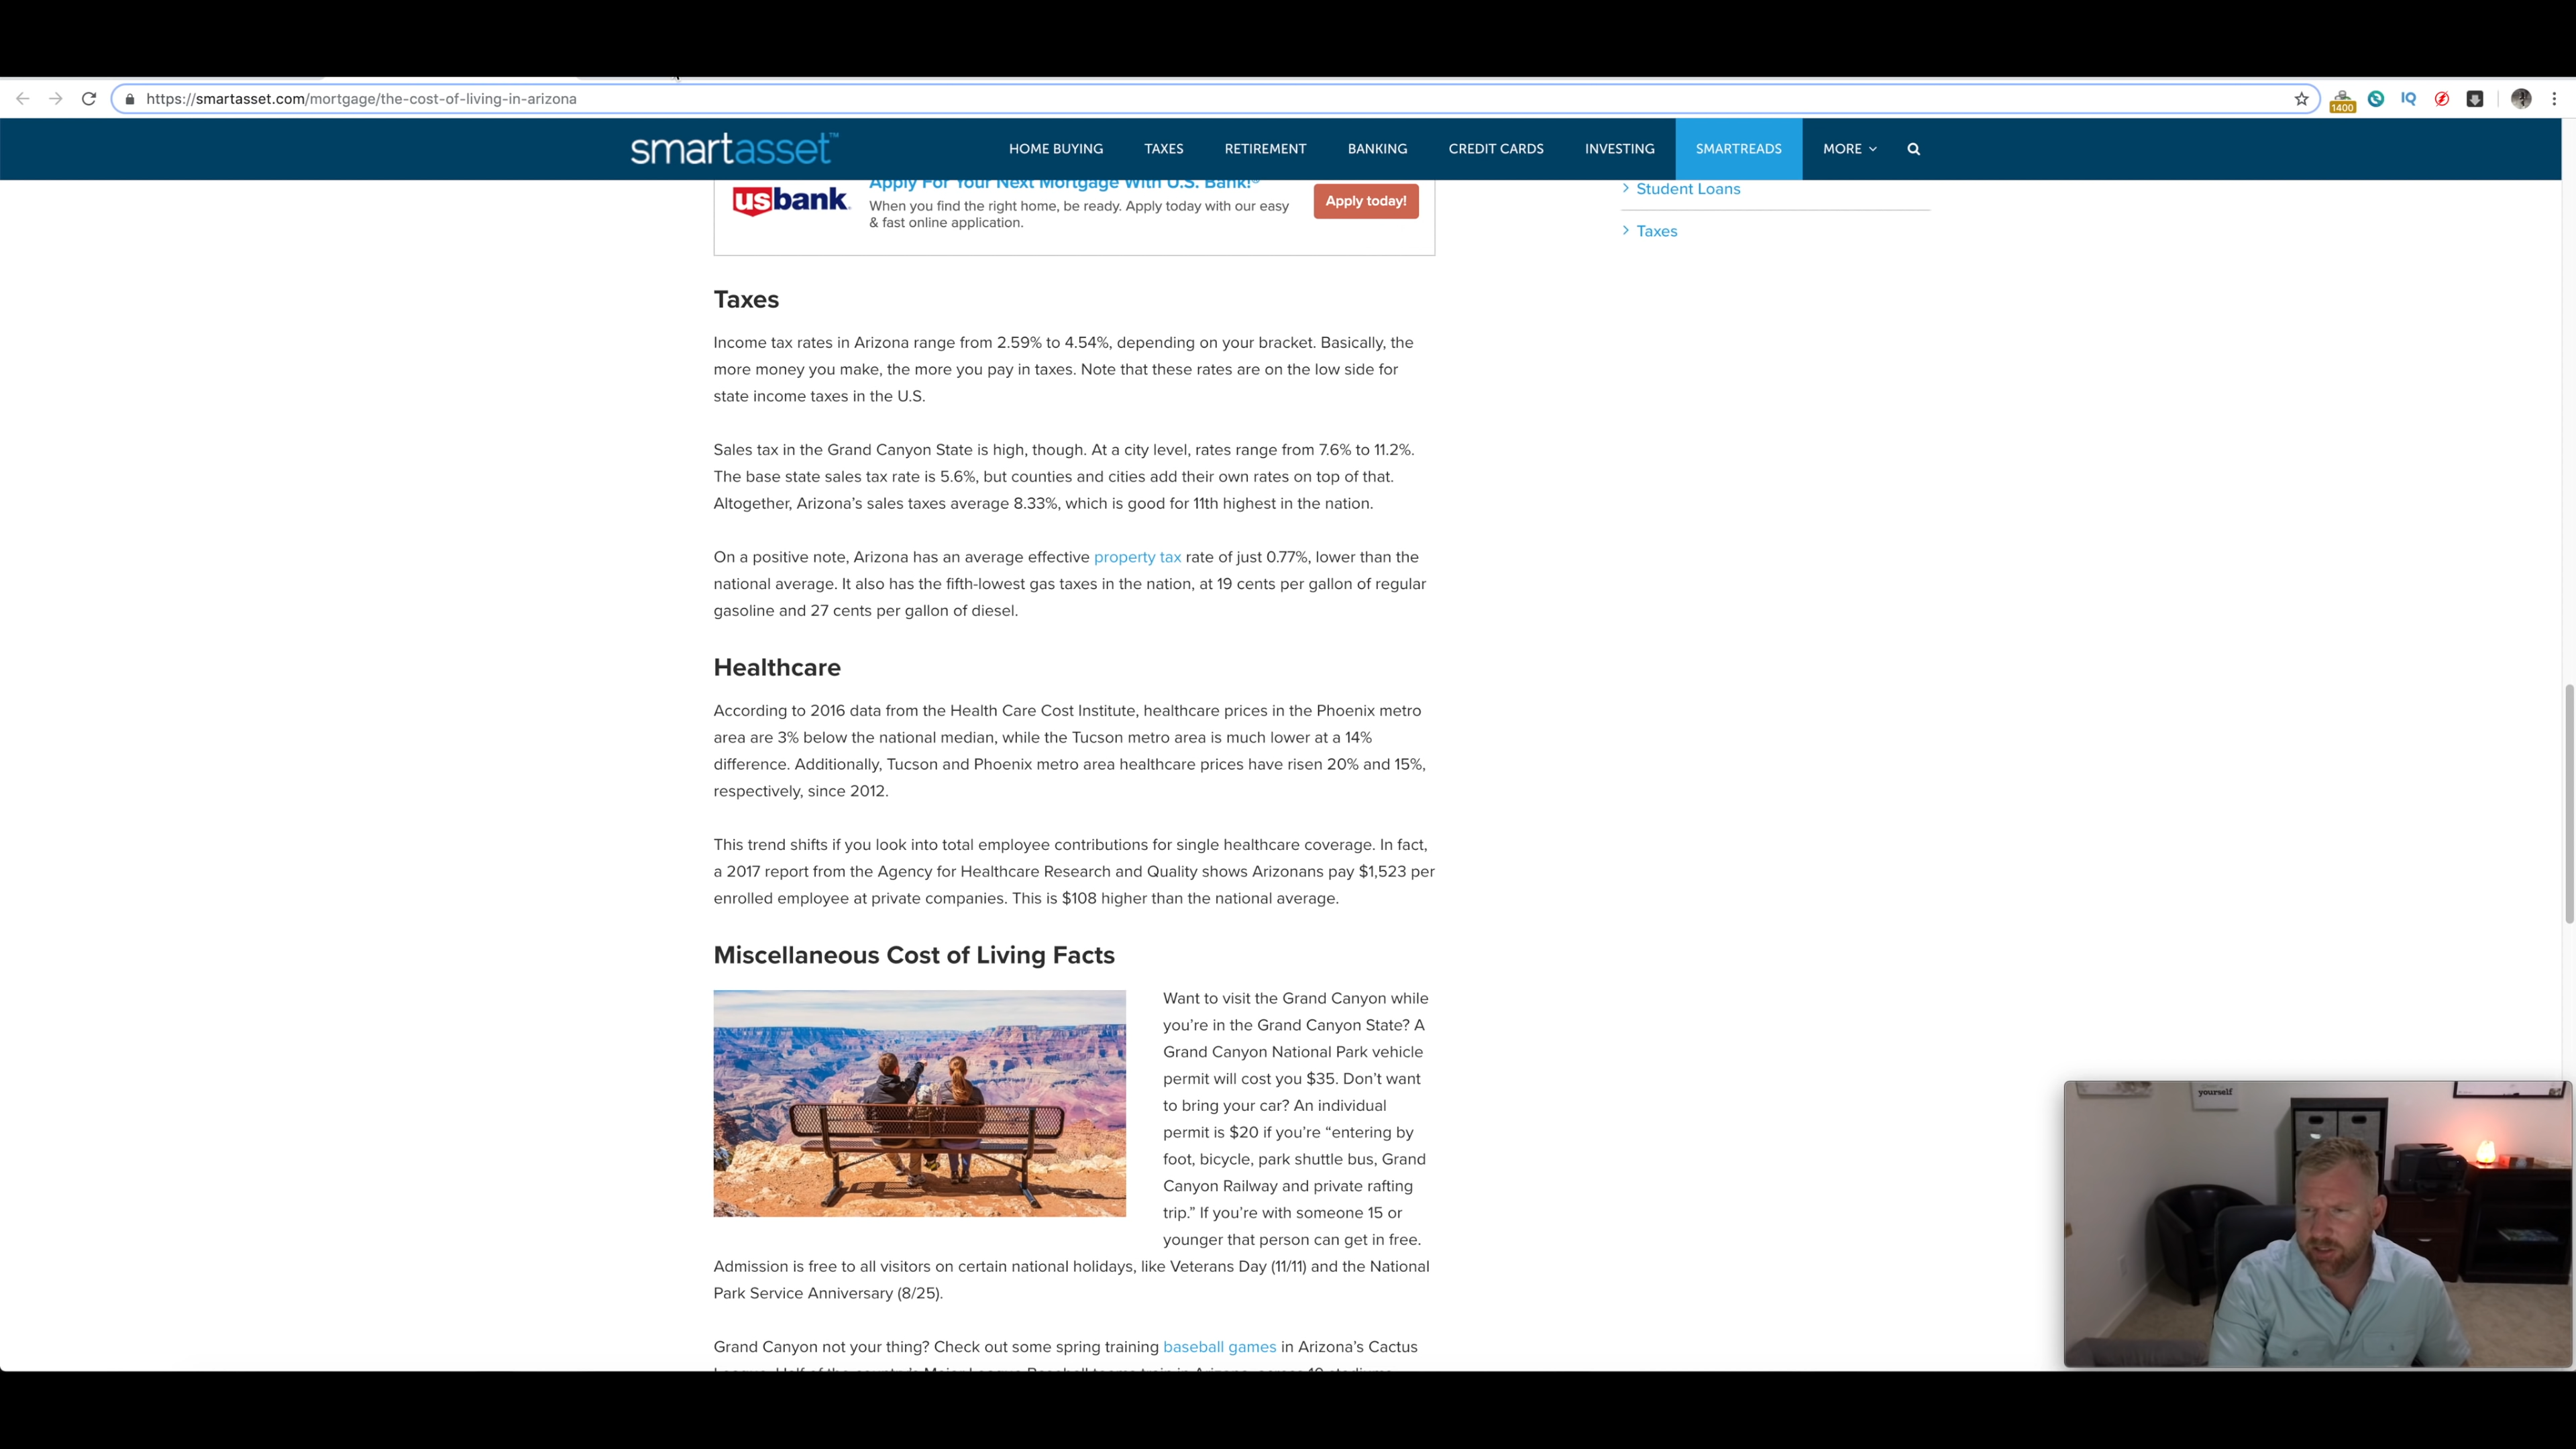 https://smartasset.com/mortgage/the-cost-of-living-in-arizona
1400
IQ
smartasset™
HOME BUYING
TAXES
RETIREMENT
BANKING
CREDIT CARDS
INVESTING
SMARTREADS
MORE
usbank
Apply For Your Next Mortgage With U.S. Bank!®
When you find the right home, be ready. Apply today with our easy
& fast online application.
Apply today!
Student Loans
Taxes
Taxes
Income tax rates in Arizona range from 2.59% to 4.54%, depending on your bracket. Basically, the
more money you make, the more you pay in taxes. Note that these rates are on the low side for
state income taxes in the U.S.
Sales tax in the Grand Canyon State is high, though. At a city level, rates range from 7.6% to 11.2%.
The base state sales tax rate is 5.6%, but counties and cities add their own rates on top of that.
Altogether, Arizona’s sales taxes average 8.33%, which is good for 11th highest in the nation.
On a positive note, Arizona has an average effective property tax rate of just 0.77%, lower than the
national average. It also has the fifth-lowest gas taxes in the nation, at 19 cents per gallon of regular
gasoline and 27 cents per gallon of diesel.
Healthcare
According to 2016 data from the Health Care Cost Institute, healthcare prices in the Phoenix metro
area are 3% below the national median, while the Tucson metro area is much lower at a 14%
difference. Additionally, Tucson and Phoenix metro area healthcare prices have risen 20% and 15%,
respectively, since 2012.
This trend shifts if you look into total employee contributions for single healthcare coverage. In fact,
a 2017 report from the Agency for Healthcare Research and Quality shows Arizonans pay $1,523 per
enrolled employee at private companies. This is $108 higher than the national average.
Miscellaneous Cost of Living Facts
Want to visit the Grand Canyon while
you’re in the Grand Canyon State? A
Grand Canyon National Park vehicle
permit will cost you $35. Don’t want
to bring your car? An individual
permit is $20 if you’re “entering by
foot, bicycle, park shuttle bus, Grand
Canyon Railway and private rafting
trip.” If you’re with someone 15 or
younger that person can get in free.
Admission is free to all visitors on certain national holidays, like Veterans Day (11/11) and the National
Park Service Anniversary (8/25).
Grand Canyon not your thing? Check out some spring training baseball games in Arizona’s Cactus
yourself